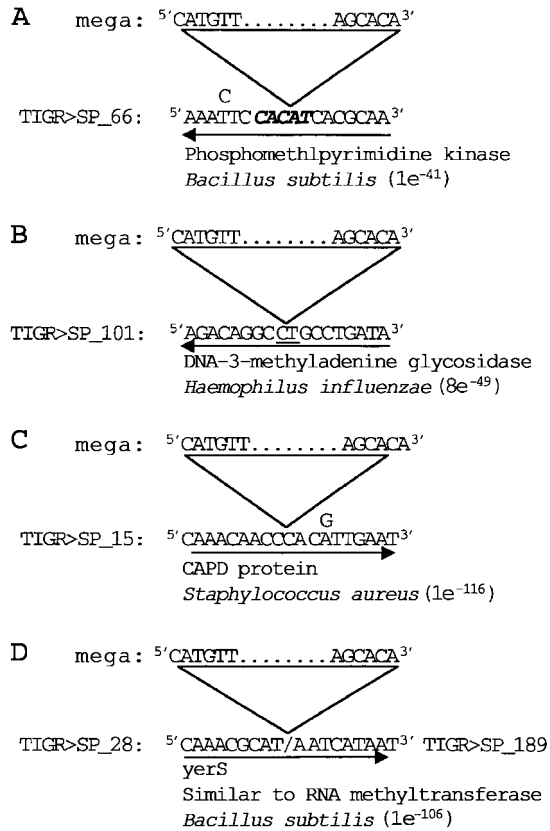 A mega: 5'CATGTT........AGCACA3'
C
TIGR>SP_66: 5'AAATTC CACATCACGCAA3'
Phosphomethlpyrimidine kinase
Bacillus subtilis (1e-41)
B mega: 5'CATGTT........AGCACA3'
TIGR>SP_101: 5'AGACAGGC CT GCCTGATA3'
DNA-3-methyladenine glycosidase
Haemophilus influenzae (8e-49)
C mega: 5'CATGTT........AGCACA3'
G
TIGR>SP_15: 5'CAAACAACCCA CATTGAAT3'
CAPD protein
Staphylococcus aureus (1e-116)
D mega: 5'CATGTT........AGCACA3'
TIGR>SP_28: 5'CAAACGCAT/AATCATAAT3' TIGR>SP_189
yerS
Similar to RNA methyltransferase
Bacillus subtilis (1e-106)